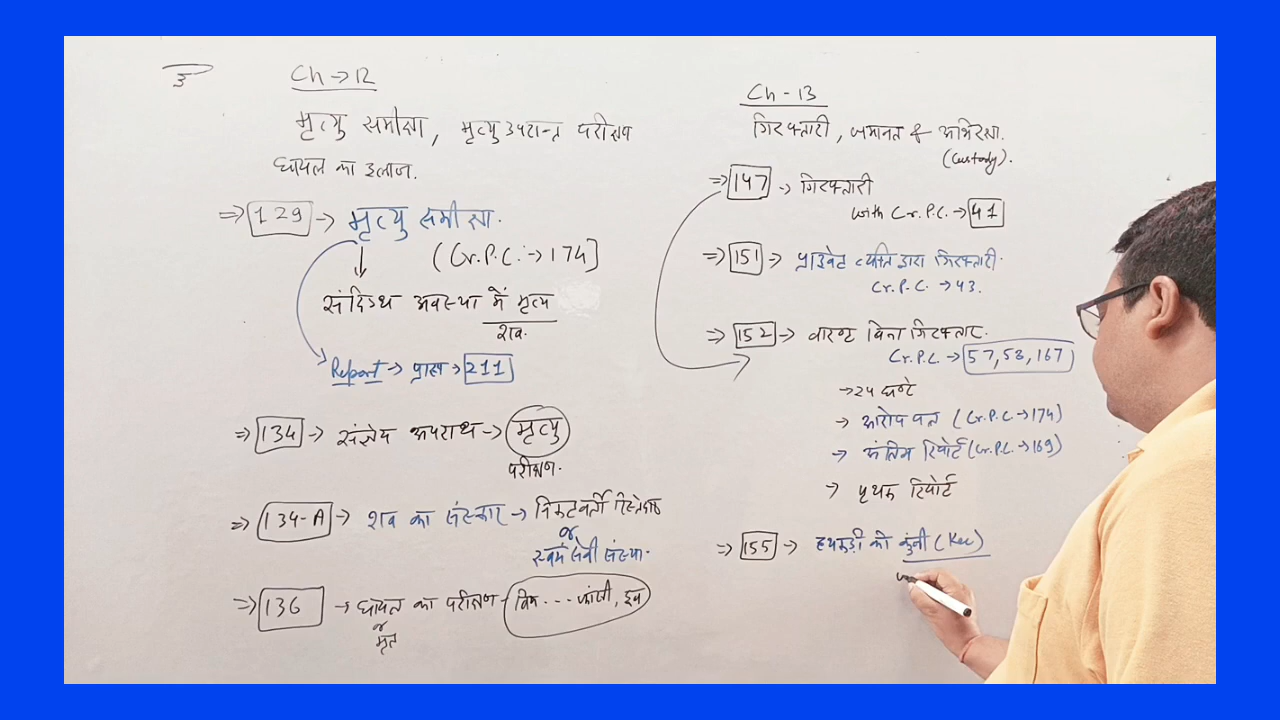 Ch → 12
मृत्यु समीक्षा, मृत्यु उपरान्त परीक्षण
घायल का इलाज.
⇒ 129 → मृत्यु समीक्षा.
(Cr.P.C. → 174]
संदिग्ध अवस्था में मृत्यु
शव.
Report → प्रारूप → 211
⇒ 134 → संज्ञेय अपराध → मृत्यु
परीक्षण.
⇒ 134-A → शव का संस्कार → निकटवर्ती रिश्तेदार
or
स्वयं सेवी संस्था.
⇒ 136 → घायल का परीक्षण - विष ... फांसी, डूब
or
मृत
Ch - 13
गिरफ्तारी, जमानत & अभिरक्षा.
(Custody).
⇒ 147 → गिरफ्तारी
with Cr.P.C. → 41
⇒ 151 → प्राइवेट व्यक्ति द्वारा गिरफ्तारी.
Cr.P.C. → 43.
⇒ 152 → वारण्ट बिना गिरफ्तार.
Cr.P.C. → 57, 58, 167
→ 24 घण्टे
→ आरोप पत्र (Cr.P.C. → 174)
→ अंतिम रिपोर्ट (Cr.P.C. → 169)
→ पृथक रिपोर्ट
⇒ 155 → हथकड़ी की कुंजी (Key)